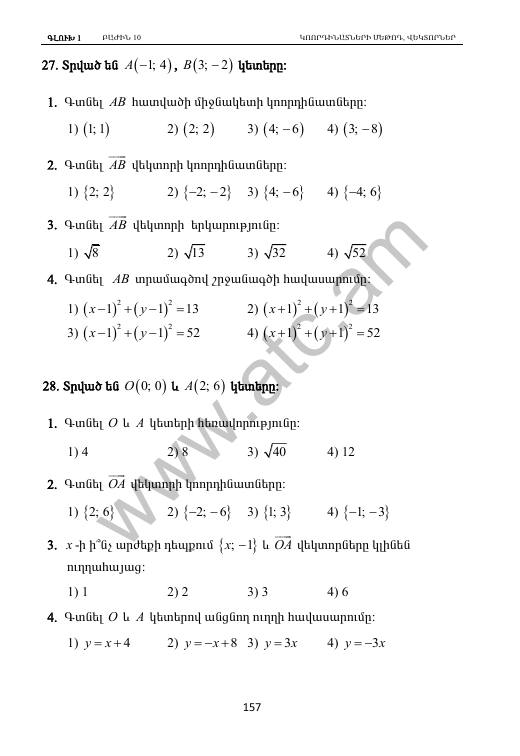 ԳԼՈՒԽ 1 ԲԱԺԻՆ 10 ԿՈՈՐԴԻՆԱՏՆԵՐԻ ՄԵԹՈԴ, ՎԵԿՏՈՐՆԵՐ
27. Տրված են A(−1; 4), B(3; −2) կետերը:
1. Գտնել AB հատվածի միջնակետի կոորդինատները:
1) (1; 1) 2) (2; 2) 3) (4; −6) 4) (3; −8)
2. Գտնել AB վեկտորի կոորդինատները:
1) {2; 2} 2) {−2; −2} 3) {4; −6} 4) {−4; 6}
3. Գտնել AB վեկտորի երկարությունը:
1) √8 2) √13 3) √32 4) √52
4. Գտնել AB տրամագծով շրջանագծի հավասարումը:
1) (x−1)²+(y−1)²=13 2) (x+1)²+(y+1)²=13
3) (x−1)²+(y−1)²=52 4) (x+1)²+(y+1)²=52
28. Տրված են O(0; 0) և A(2; 6) կետերը:
1. Գտնել O և A կետերի հեռավորությունը:
1) 4 2) 8 3) √40 4) 12
2. Գտնել OA վեկտորի կոորդինատները:
1) {2; 6} 2) {−2; −6} 3) {1; 3} 4) {−1; −3}
3. x -ի ի՞նչ արժեքի դեպքում {x; −1} և OA վեկտորները կլինեն
ուղղահայաց:
1) 1 2) 2 3) 3 4) 6
4. Գտնել O և A կետերով անցնող ուղղի հավասարումը:
1) y = x+4 2) y = −x+8 3) y = 3x 4) y = −3x
157
www.atc.am